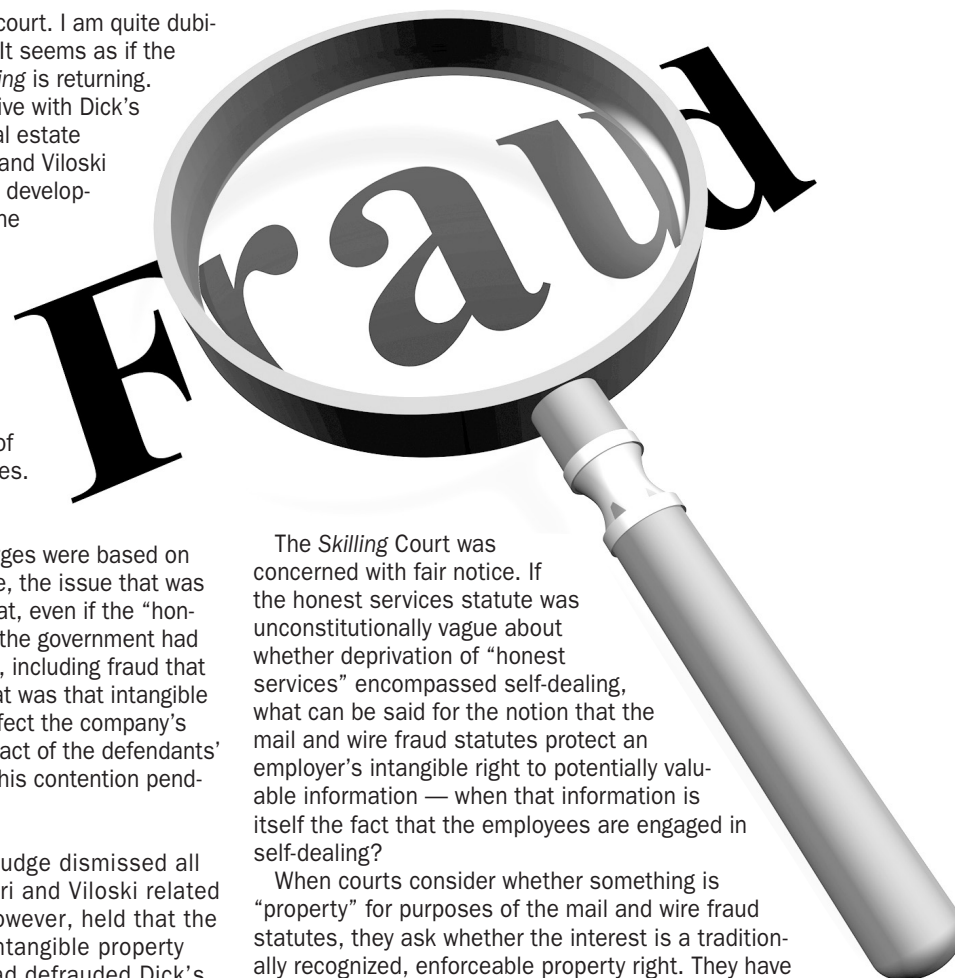 court. I am quite dubi-
It seems as if the
ing is returning.
ive with Dick’s
al estate
and Viloski
develop-
ne
of
es.
rges were based on
e, the issue that was
at, even if the “hon-
the government had
, including fraud that
at was that intangible
fect the company’s
act of the defendants’
his contention pend-
udge dismissed all
ri and Viloski related
owever, held that the
ntangible property
ad defrauded Dick’s
Fraud
The Skilling Court was
concerned with fair notice. If
the honest services statute was
unconstitutionally vague about
whether deprivation of “honest
services” encompassed self-dealing,
what can be said for the notion that the
mail and wire fraud statutes protect an
employer’s intangible right to potentially valu-
able information — when that information is
itself the fact that the employees are engaged in
self-dealing?
When courts consider whether something is
“property” for purposes of the mail and wire fraud
statutes, they ask whether the interest is a tradition-
ally recognized, enforceable property right. They have